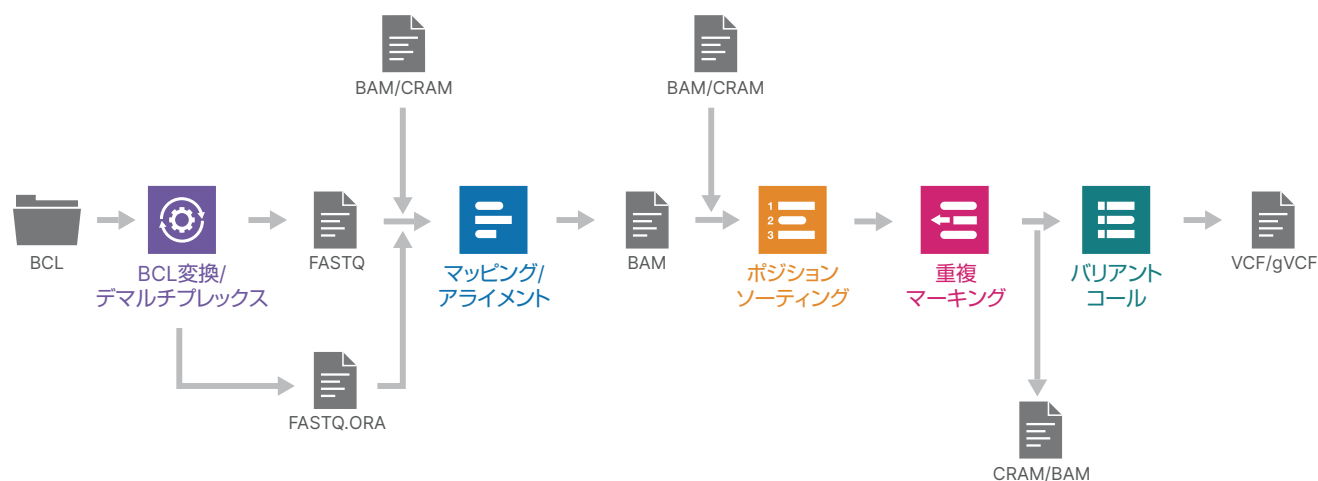 BAM/CRAM
BAM/CRAM
1
2
3
BCL
BCL変換/
デマルチプレックス
FASTQ
マッピング/
アライメント
BAM
ポジション
ソーティング
重複
マーキング
バリアント
コール
VCF/gVCF
FASTQ.ORA
CRAM/BAM